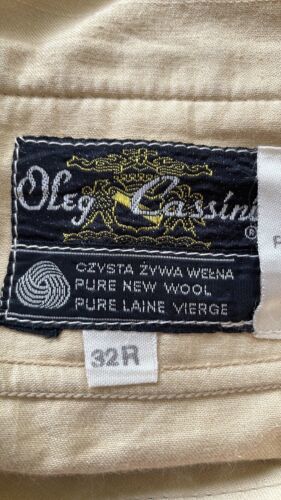 Oleg Cassini
®
CZYSTA ŻYWA WEŁNA
PURE NEW WOOL
PURE LAINE VIERGE
32R